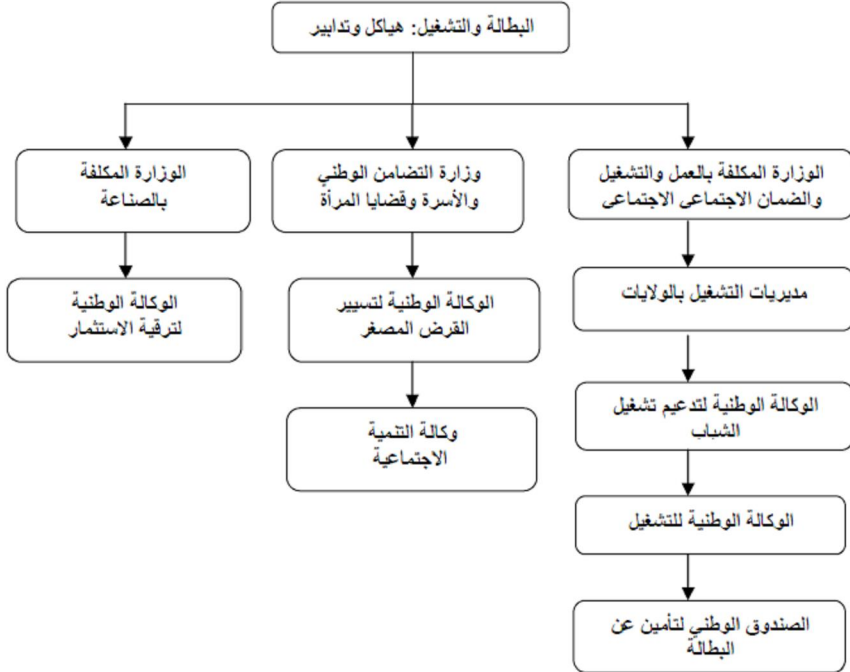 البطالة والتشغيل: هياكل وتدابير
الوزارة المكلفة بالعمل والتشغيل
والضمان الاجتماعى الاجتماعى
وزارة التضامن الوطني
والأسرة وقضايا المرأة
الوزارة المكلفة
بالصناعة
مديريات التشغيل بالولايات
الوكالة الوطنية لتسيير
القرض المصغر
الوكالة الوطنية
لترقية الاستثمار
الوكالة الوطنية لتدعيم تشغيل
الشباب
وكالة التنمية
الاجتماعية
الوكالة الوطنية للتشغيل
الصندوق الوطني لتأمين عن
البطالة